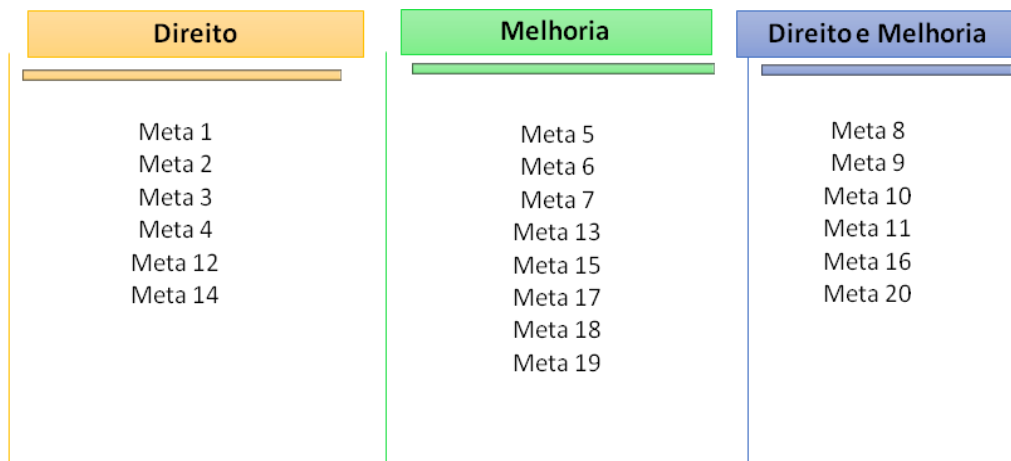 Direito
Meta 1
Meta 2
Meta 3
Meta 4
Meta 12
Meta 14
Melhoria
Meta 5
Meta 6
Meta 7
Meta 13
Meta 15
Meta 17
Meta 18
Meta 19
Direito e Melhoria
Meta 8
Meta 9
Meta 10
Meta 11
Meta 16
Meta 20